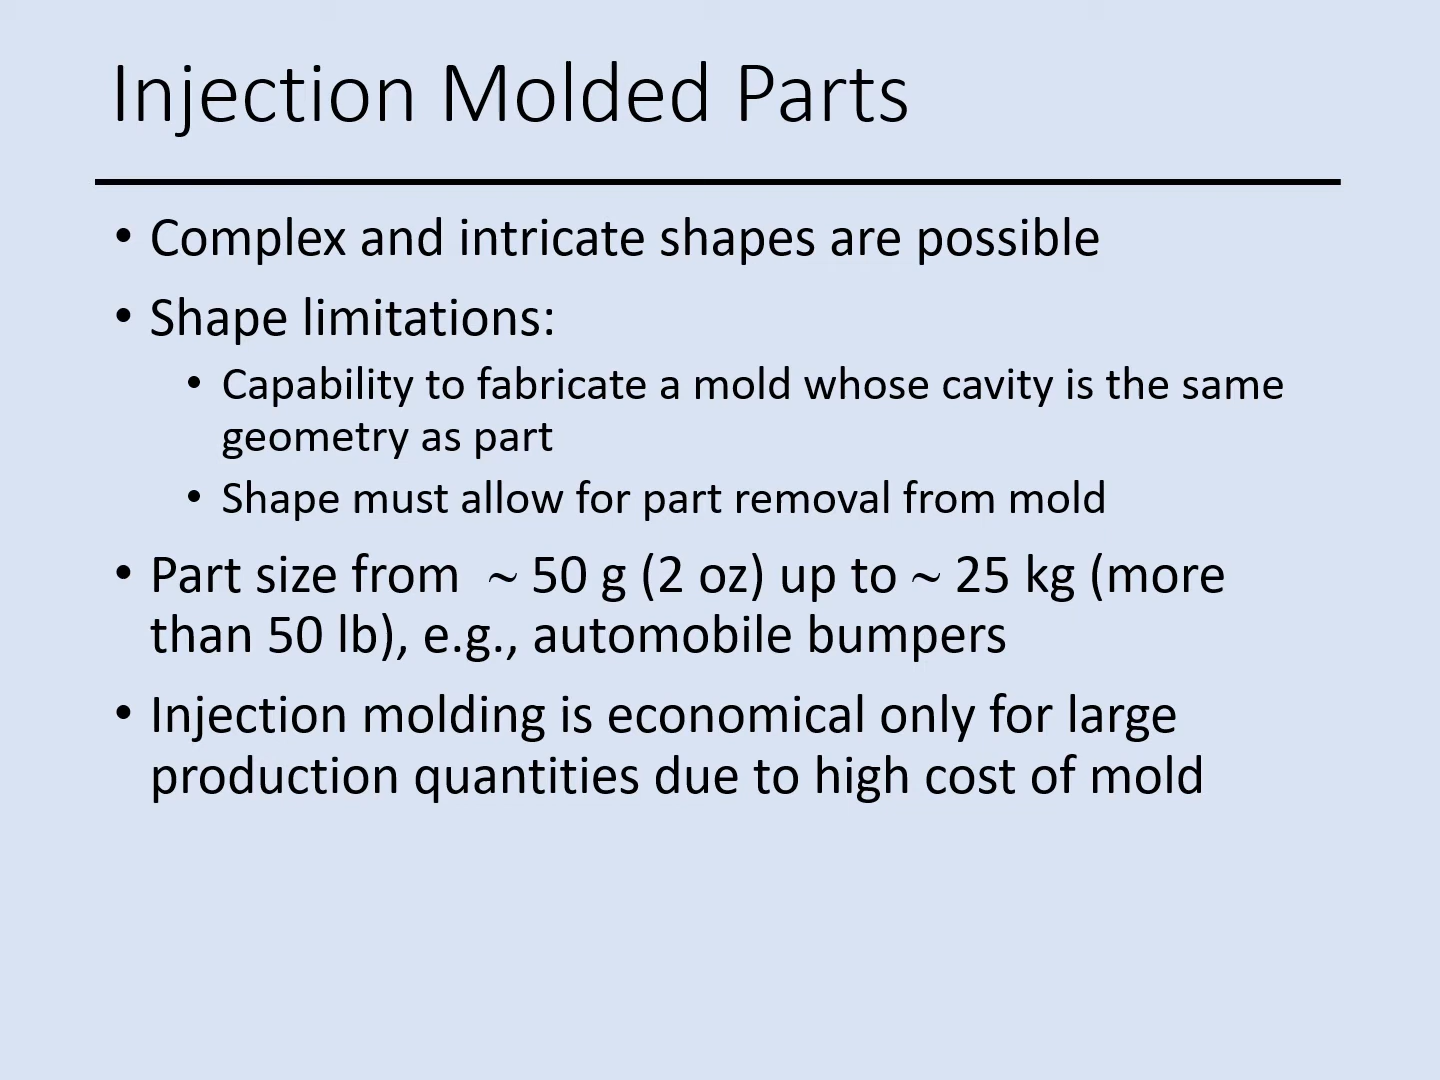 Injection Molded Parts
• Complex and intricate shapes are possible
• Shape limitations:
• Capability to fabricate a mold whose cavity is the same
geometry as part
• Shape must allow for part removal from mold
• Part size from ~ 50 g (2 oz) up to ~ 25 kg (more
than 50 lb), e.g., automobile bumpers
• Injection molding is economical only for large
production quantities due to high cost of mold